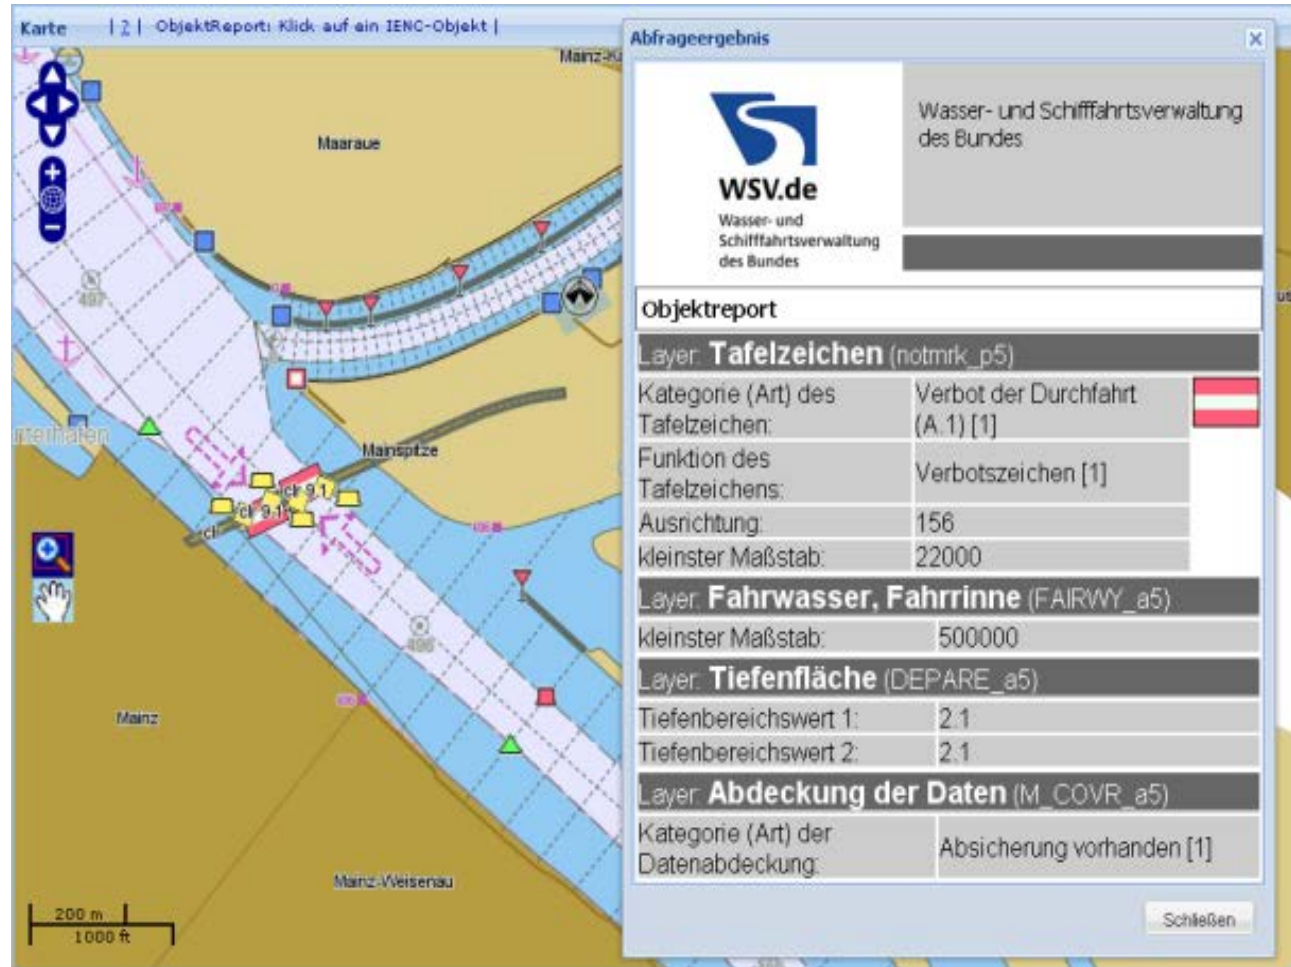 Karte | ? | ObjektReport: Klick auf ein IENC-Objekt |
Maaraue
497
Mainspitze
clr 9.1
clr 9.1
496
Mainz
Mainz-Weisenau
200 m
1000 ft
Abfrageergebnis
WSV.de
Wasser- und
Schifffahrtsverwaltung
des Bundes
Wasser- und Schifffahrtsverwaltung
des Bundes
Objektreport
Layer: Tafelzeichen (notmrk_p5)
Kategorie (Art) des
Tafelzeichen:
Verbot der Durchfahrt
(A.1) [1]
Funktion des
Tafelzeichens:
Verbotszeichen [1]
Ausrichtung: 156
kleinster Maßstab: 22000
Layer: Fahrwasser, Fahrrinne (FAIRWY_a5)
kleinster Maßstab: 500000
Layer: Tiefenfläche (DEPARE_a5)
Tiefenbereichswert 1: 2.1
Tiefenbereichswert 2: 2.1
Layer: Abdeckung der Daten (M_COVR_a5)
Kategorie (Art) der
Datenabdeckung:
Absicherung vorhanden [1]
Schließen